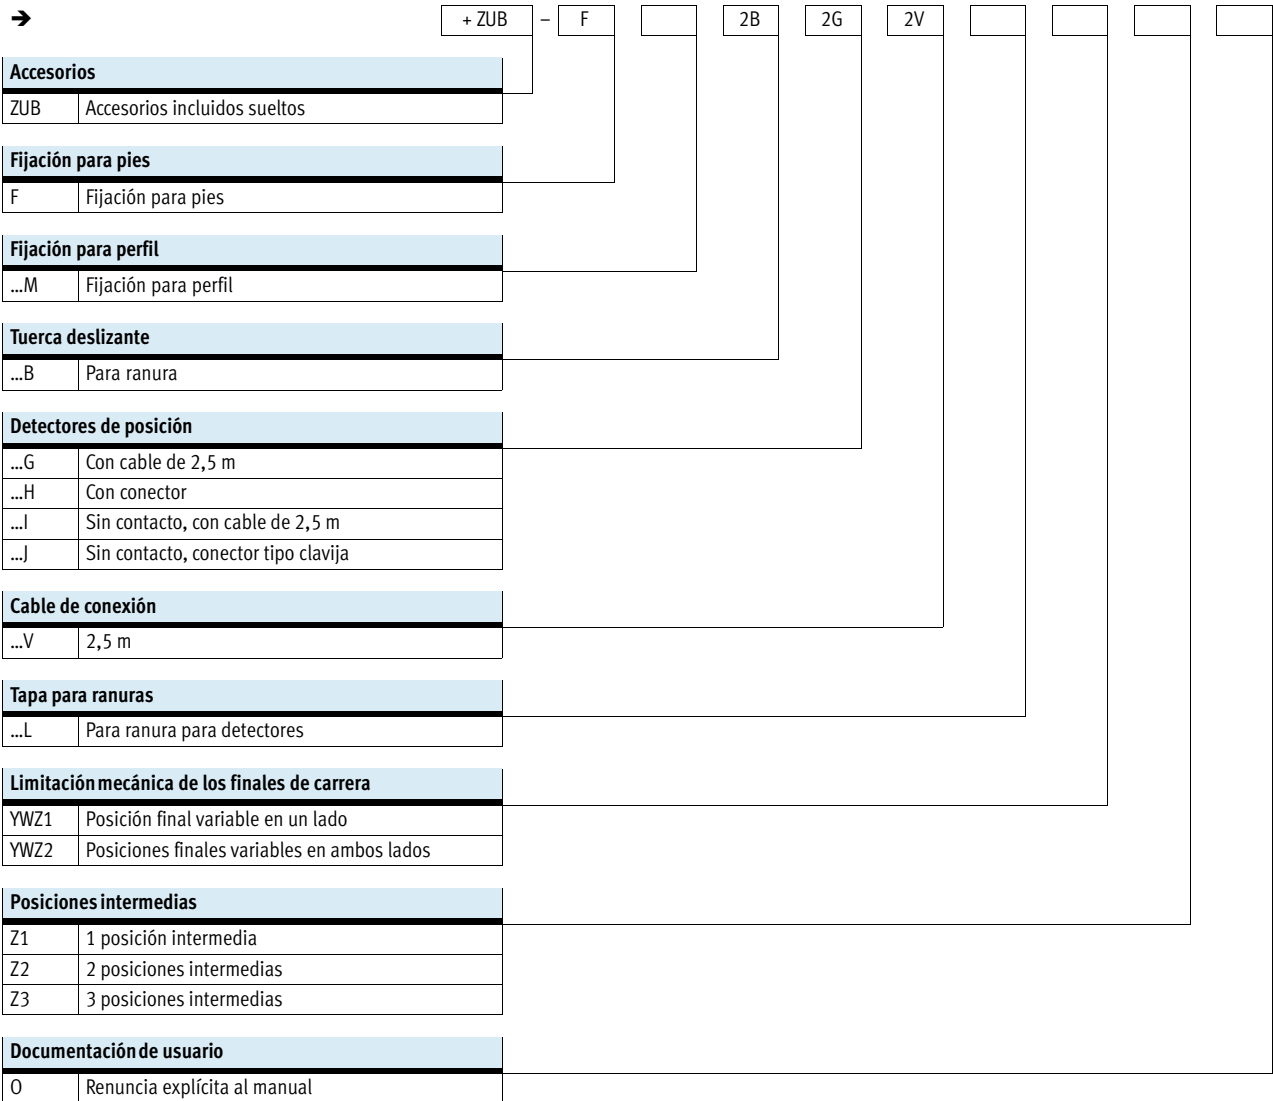 ➔ + ZUB – F 2B 2G 2V
Accesorios
ZUB Accesorios incluidos sueltos
Fijación para pies
F Fijación para pies
Fijación para perfil
...M Fijación para perfil
Tuerca deslizante
...B Para ranura
Detectores de posición
...G Con cable de 2,5 m
...H Con conector
...I Sin contacto, con cable de 2,5 m
...J Sin contacto, conector tipo clavija
Cable de conexión
...V 2,5 m
Tapa para ranuras
...L Para ranura para detectores
Limitación mecánica de los finales de carrera
YWZ1 Posición final variable en un lado
YWZ2 Posiciones finales variables en ambos lados
Posiciones intermedias
Z1 1 posición intermedia
Z2 2 posiciones intermedias
Z3 3 posiciones intermedias
Documentación de usuario
O Renuncia explícita al manual